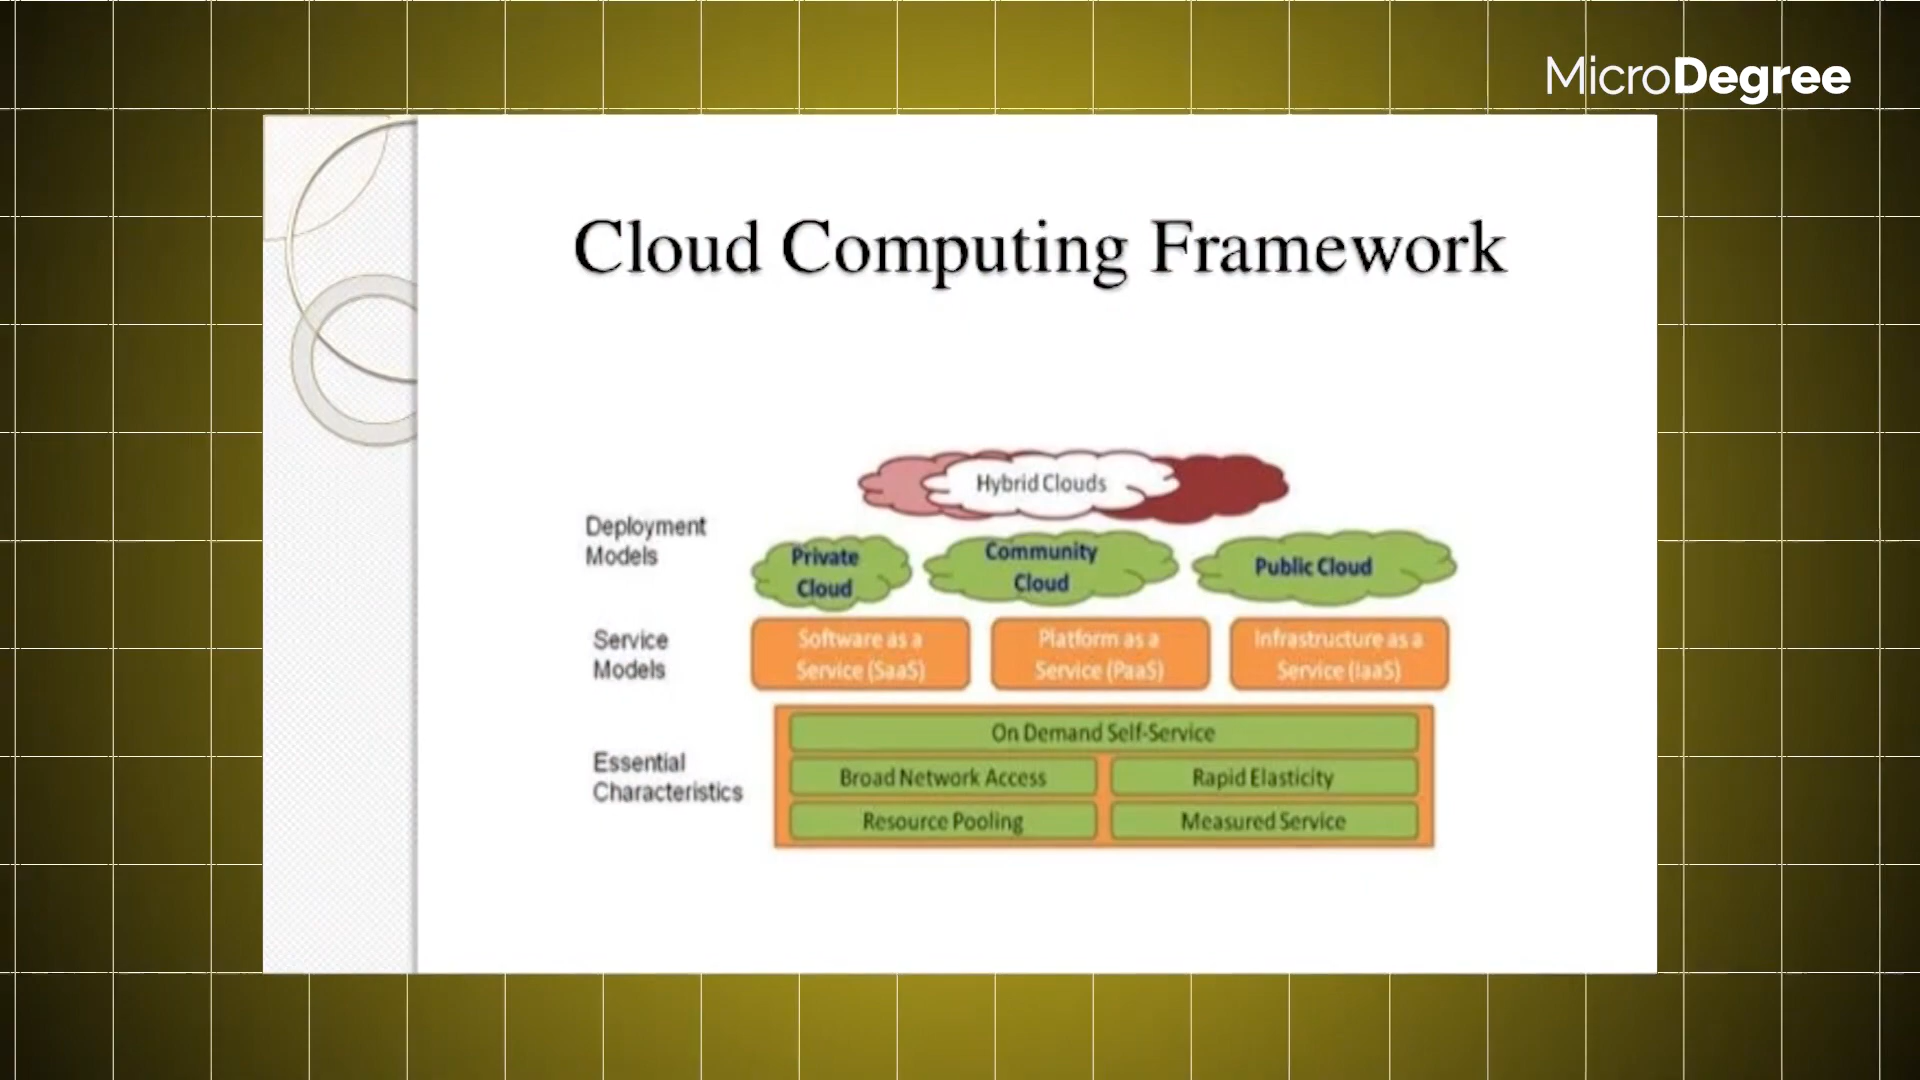 MicroDegree
Cloud Computing Framework
Hybrid Clouds
Deployment
Models
Private
Cloud
Community
Cloud
Public Cloud
Service
Models
Software as a
Service (SaaS)
Platform as a
Service (PaaS)
Infrastructure as a
Service (IaaS)
Essential
Characteristics
On Demand Self-Service
Broad Network Access
Rapid Elasticity
Resource Pooling
Measured Service